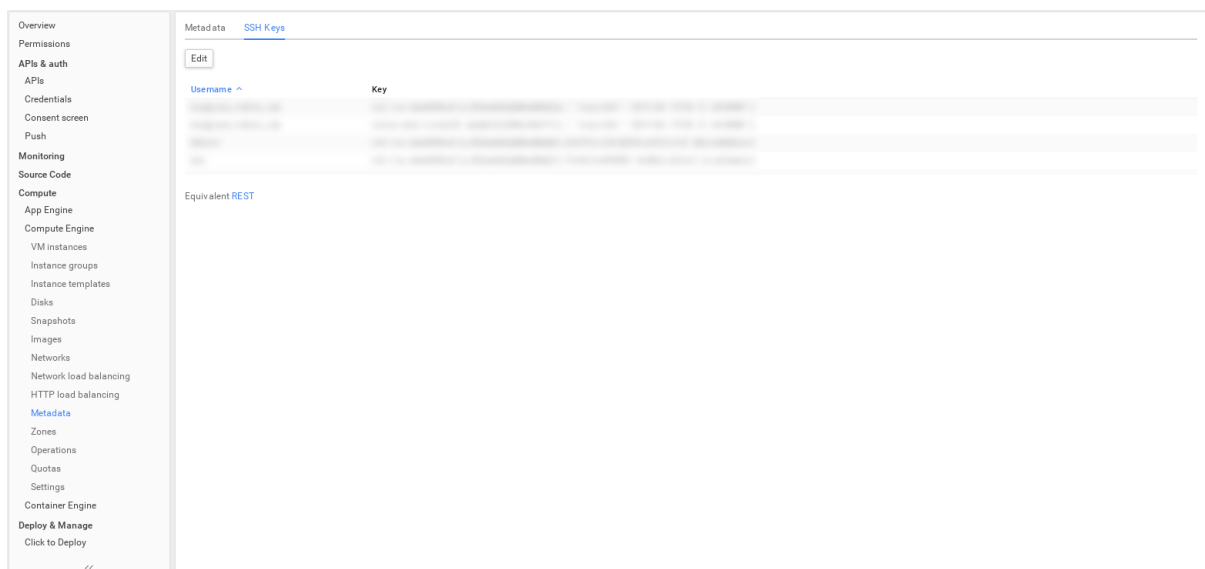 Overview
Permissions
APIs & auth
APIs
Credentials
Consent screen
Push
Monitoring
Source Code
Compute
App Engine
Compute Engine
VM instances
Instance groups
Instance templates
Disks
Snapshots
Images
Networks
Network load balancing
HTTP load balancing
Metadata
Zones
Operations
Quotas
Settings
Container Engine
Deploy & Manage
Click to Deploy
Metadata SSH Keys
Edit
Username Key
Equivalent REST